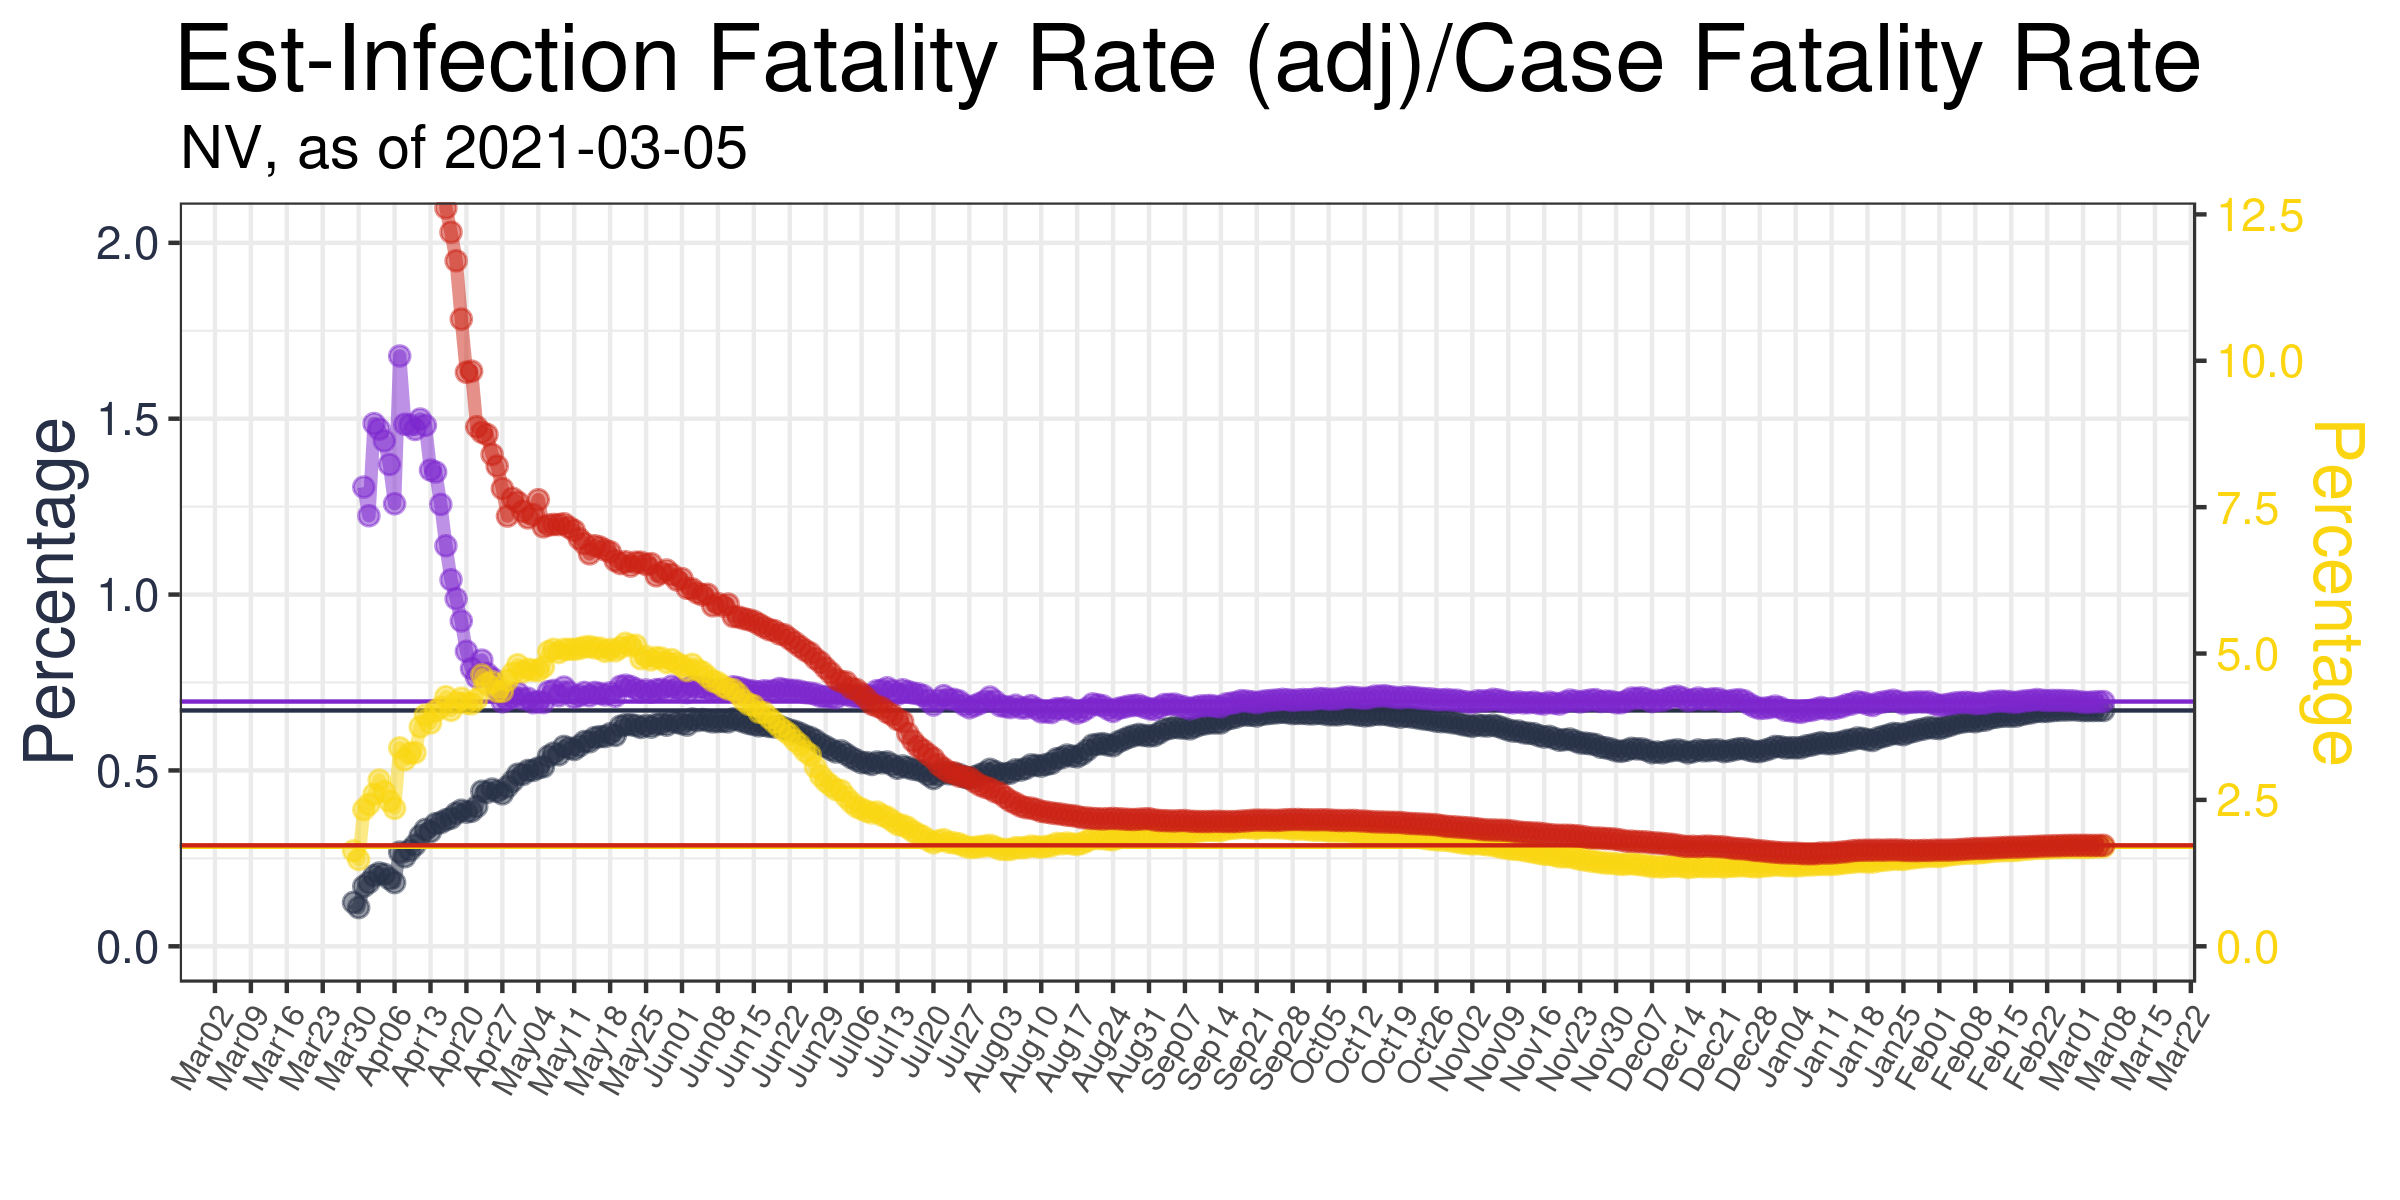 Est-Infection Fatality Rate (adj)/Case Fatality Rate
NV, as of 2021-03-05
Percentage
2.0
1.5
1.0
0.5
0.0
12.5
10.0
7.5
5.0
2.5
0.0
Percentage
Mar02 Mar09 Mar16 Mar23 Mar30 Apr06 Apr13 Apr20 Apr27 May04 May11 May18 May25 Jun01 Jun08 Jun15 Jun22 Jun29 Jul06 Jul13 Jul20 Jul27 Aug03 Aug10 Aug17 Aug24 Aug31 Sep07 Sep14 Sep21 Sep28 Oct05 Oct12 Oct19 Oct26 Nov02 Nov09 Nov16 Nov23 Nov30 Dec07 Dec14 Dec21 Dec28 Jan04 Jan11 Jan18 Jan25 Feb01 Feb08 Feb15 Feb22 Mar01 Mar08 Mar15 Mar22